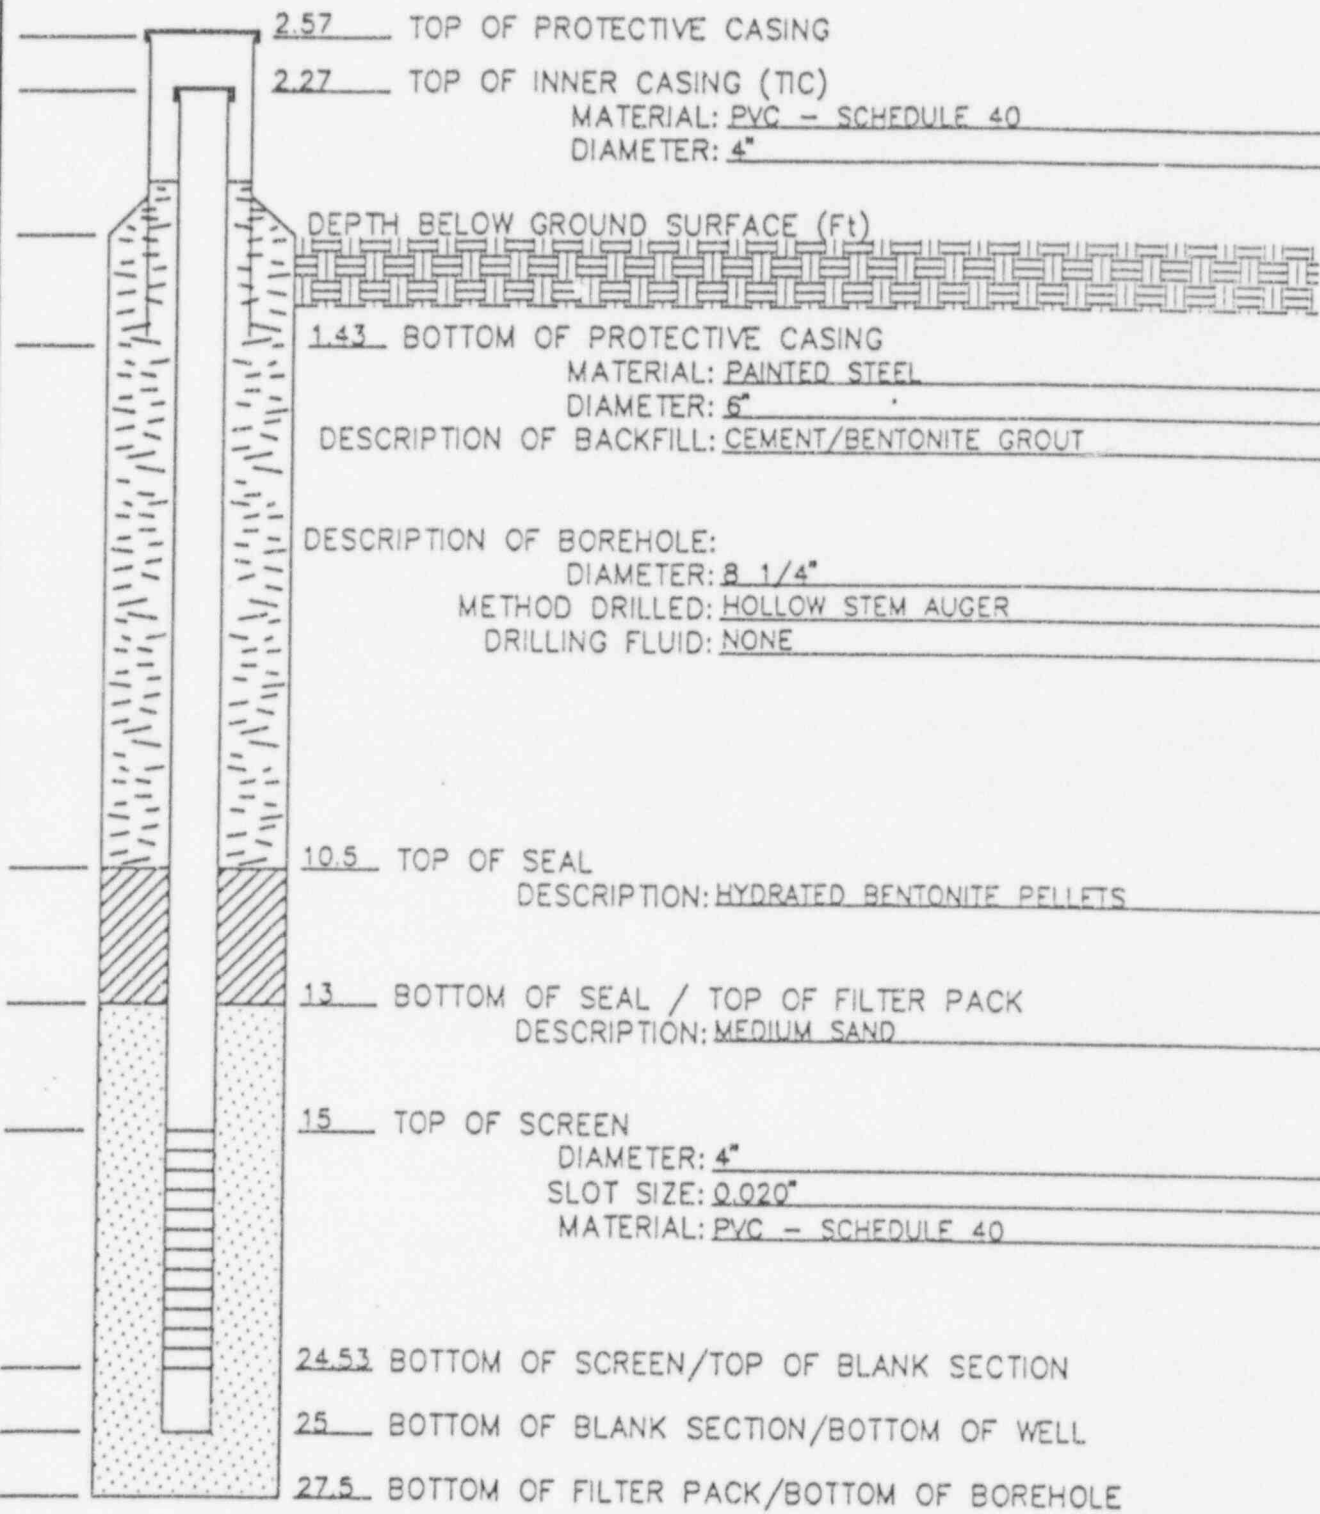 2.57 TOP OF PROTECTIVE CASING
2.27 TOP OF INNER CASING (TIC)
MATERIAL: PVC - SCHEDULE 40
DIAMETER: 4"
DEPTH BELOW GROUND SURFACE (Ft)
1.43 BOTTOM OF PROTECTIVE CASING
MATERIAL: PAINTED STEEL
DIAMETER: 6"
DESCRIPTION OF BACKFILL: CEMENT/BENTONITE GROUT
DESCRIPTION OF BOREHOLE:
DIAMETER: 8 1/4"
METHOD DRILLED: HOLLOW STEM AUGER
DRILLING FLUID: NONE
10.5 TOP OF SEAL
DESCRIPTION: HYDRATED BENTONITE PELLETS
13 BOTTOM OF SEAL / TOP OF FILTER PACK
DESCRIPTION: MEDIUM SAND
15 TOP OF SCREEN
DIAMETER: 4"
SLOT SIZE: 0.020"
MATERIAL: PVC - SCHEDULE 40
24.53 BOTTOM OF SCREEN/TOP OF BLANK SECTION
25 BOTTOM OF BLANK SECTION/BOTTOM OF WELL
27.5 BOTTOM OF FILTER PACK/BOTTOM OF BOREHOLE